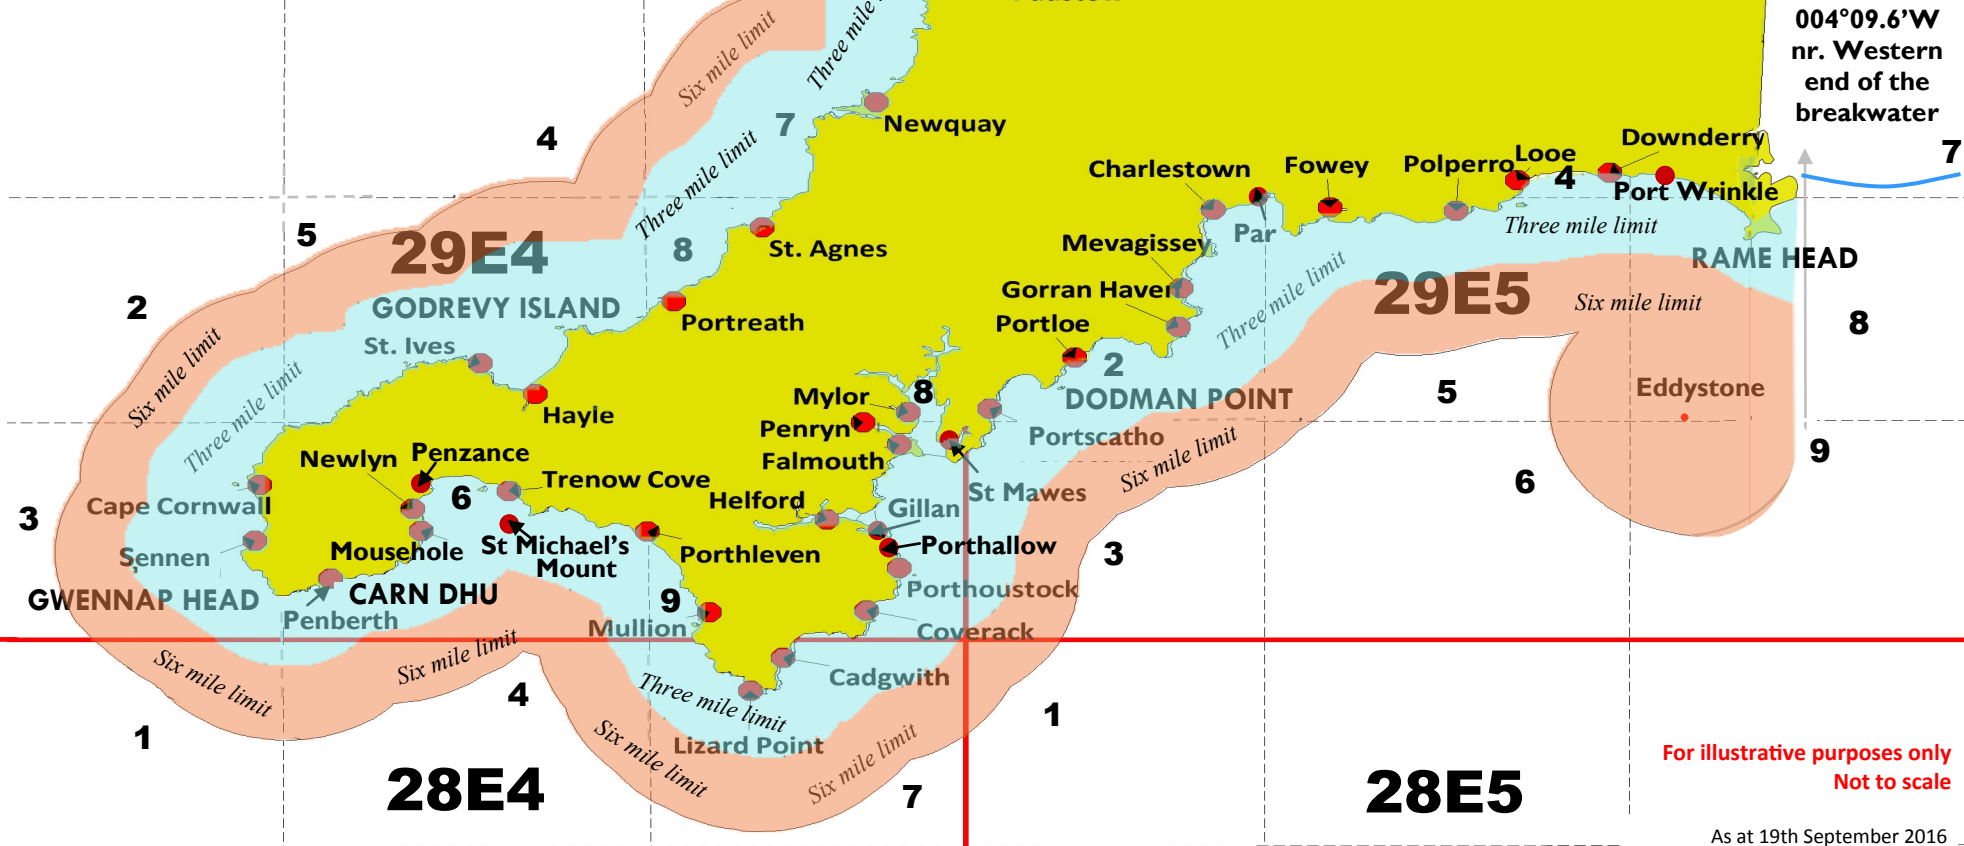 004°09.6’W
nr. Western
end of the
breakwater
Six mile limit
Three mile
7
Newquay
4
Three mile limit
Downderry
7
Charlestown
Fowey
Polperro
Looe
4
Port Wrinkle
5
29E4
8
St. Agnes
Mevagissey
Par
Three mile limit
RAME HEAD
2
GODREVY ISLAND
Portreath
Gorran Haven
Portloe
Three mile limit
29E5
Six mile limit
8
St. Ives
Six mile limit
Three mile limit
Hayle
Mylor
8
2
DODMAN POINT
5
Eddystone
Penryn
Falmouth
Portscatho
Newlyn
Penzance
6
Trenow Cove
Six mile limit
9
6
Cape Cornwall
Helford
Gillan
St Mawes
3
Sennen
Mousehole
St Michael’s
Mount
Porthleven
Porthallow
3
GWENNAP HEAD
Penberth
CARN DHU
9
Mullion
Porthoustock
Coverack
Six mile limit
Six mile limit
Three mile limit
Cadgwith
1
4
Lizard Point
Six mile limit
Six mile limit
1
28E4
7
28E5
For illustrative purposes only
Not to scale
As at 19th September 2016